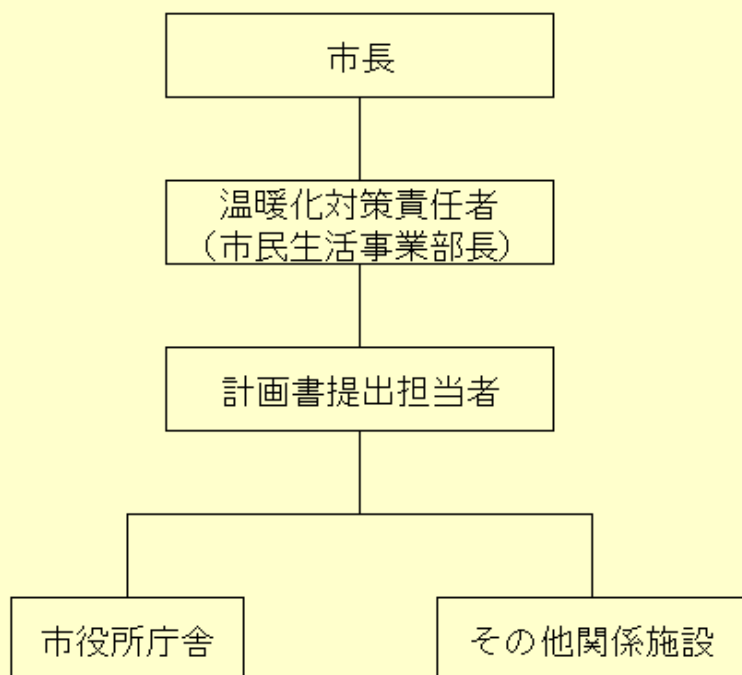 市長
温暖化対策責任者
（市民生活事業部長）
計画書提出担当者
市役所庁舎
その他関係施設